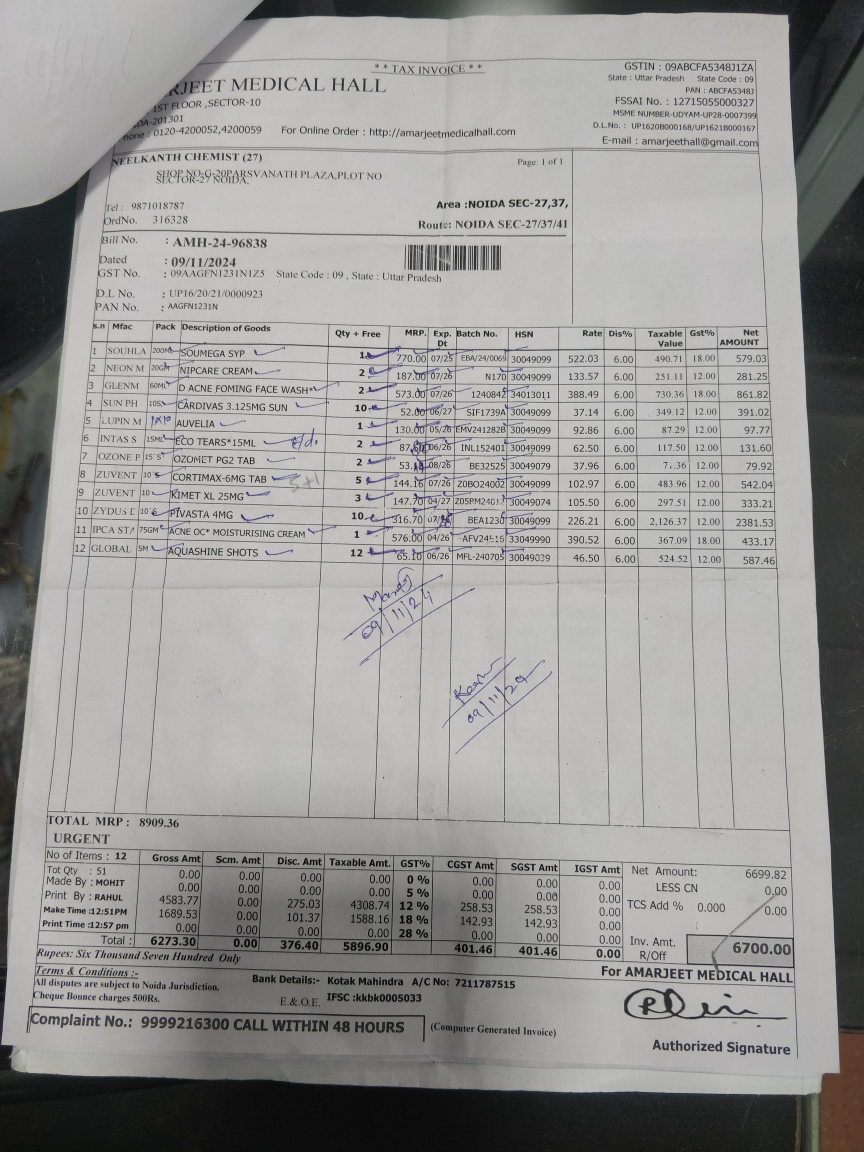 * * TAX INVOICE * *
RJEET MEDICAL HALL
1ST FLOOR ,SECTOR-10
DA-201301
hone : 0120-4200052,4200059 For Online Order : http://amarjeetmedicalhall.com
GSTIN : 09ABCFA5348J1ZA
State : Uttar Pradesh State Code : 09
PAN : ABCFA5348J
FSSAI No. : 12715055000327
MSME NUMBER-UDYAM-UP28-0007399
D.L.No. : UP1620B000168/UP1621B000167
E-mail : amarjeethall@gmail.com
NEELKANTH CHEMIST (27) Page: 1 of 1
SHOP NO-G-20PARSVANATH PLAZA,PLOT NO
SECTOR-27 NOIDA,
Tel : 9871018787 Area :NOIDA SEC-27,37,
OrdNo. 316328 Route: NOIDA SEC-27/37/41
Bill No. : AMH-24-96838
Dated : 09/11/2024
GST No. : 09AAGFN1231N1Z5 State Code : 09 , State : Uttar Pradesh
D.L No. : UP16/20/21/0000923
PAN No. : AAGFN1231N
s.n Mfac Pack Description of Goods Qty + Free MRP. Exp. Dt Batch No. HSN Rate Dis% Taxable Value Gst% Net AMOUNT
1 SOUHLA 200ML SOUMEGA SYP 1 770.00 07/25 EBA/24/0069 30049099 522.03 6.00 490.71 18.00 579.03
2 NEON M 20GM NIPCARE CREAM 2 187.00 07/26 N170 30049099 133.57 6.00 251.11 12.00 281.25
3 GLENM 60ML D ACNE FOMING FACE WASH 2 573.00 07/26 1240842 34013011 388.49 6.00 730.36 18.00 861.82
4 SUN PH 10S CARDIVAS 3.125MG SUN 10 52.00 06/27 SIF1739A 30049099 37.14 6.00 349.12 12.00 391.02
5 LUPIN M 1x10 AUVELIA 1 130.00 05/26 EMV241282B 30049099 92.86 6.00 87.29 12.00 97.77
6 INTAS S 15ML ECO TEARS*15ML 2 06/26 INL152401 30049099 62.50 6.00 117.50 12.00 131.60
7 OZONE P 15'S OZOMET PG2 TAB 2 08/26 BE32525 30049079 37.96 6.00 71.36 12.00 79.92
8 ZUVENT 10'S CORTIMAX-6MG TAB 3+1 5 144.16 07/26 Z0BO24002 30049099 102.97 6.00 483.96 12.00 542.04
9 ZUVENT 10 KIMET XL 25MG 3 147.70 04/27 30049074 105.50 6.00 297.51 12.00 333.21
10 ZYDUS 10'S PIVASTA 4MG 10 316.70 BEA1230 30049099 226.21 6.00 2,126.37 12.00 2381.53
11 IPCA STA 75GM ACNE OC* MOISTURISING CREAM 1 576.00 04/26 33049990 390.52 6.00 367.09 18.00 433.17
12 GLOBAL 5M AQUASHINE SHOTS 12 65.10 06/26 MFL-240705 30049039 46.50 6.00 524.52 12.00 587.46
09/11/24
09/11/24
TOTAL MRP : 8909.36
URGENT
No of Items : 12 Gross Amt Scm. Amt Disc. Amt Taxable Amt. GST% CGST Amt SGST Amt IGST Amt
Tot Qty : 51 0.00 0.00 0.00 0.00 0 % 0.00 0.00 0.00
Made By : MOHIT 0.00 0.00 0.00 0.00 5 % 0.00 0.00 0.00
Print By : RAHUL 4583.77 0.00 275.03 4308.74 12 % 258.53 258.53 0.00
Make Time :12:51PM 1689.53 0.00 101.37 1588.16 18 % 142.93 142.93 0.00
Print Time :12:57 pm 0.00 0.00 0.00 0.00 28 % 0.00 0.00 0.00
Total : 6273.30 0.00 376.40 5896.90 401.46 401.46 0.00
Net Amount: 6699.82
LESS CN 0.00
TCS Add % 0.000 0.00
Inv. Amt. 6700.00
R/Off
Rupees: Six Thousand Seven Hundred Only
For AMARJEET MEDICAL HALL
Terms & Conditions :-
All disputes are subject to Noida Jurisdiction.
Cheque Bounce charges 500Rs.
Bank Details:- Kotak Mahindra A/C No: 7211787515
E.&.O.E. IFSC :kkbk0005033
Complaint No.: 9999216300 CALL WITHIN 48 HOURS (Computer Generated Invoice)
Authorized Signature